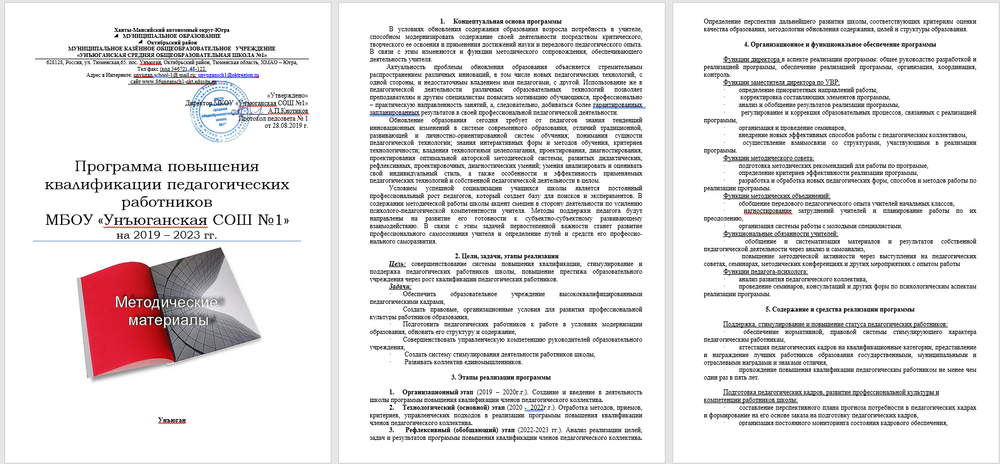 Ханты-Мансийский автономный округ-Югра
МУНИЦИПАЛЬНОЕ ОБРАЗОВАНИЕ
Октябрьский район
МУНИЦИПАЛЬНОЕ КАЗЁННОЕ ОБЩЕОБРАЗОВАТЕЛЬНОЕ УЧРЕЖДЕНИЕ
«УНЪЮГАНСКАЯ СРЕДНЯЯ ОБЩЕОБРАЗОВАТЕЛЬНАЯ ШКОЛА №1»
628128, Россия, ул. Тюменская,65. пос. Унъюган, Октябрьский район, Тюменская область, ХМАО – Югра,
Тел\факс (код 34672) 48-122.
Адрес в Интернете: unyugan.school-1@ mail.ru; unyugansch1@oktregion.ru
сайт www.86ungansch1-okt.edusite.ru
«Утверждено»
Директор МКОУ «Унъюганская СОШ №1»
А.П.Кнотиков
Протокол педсовета № 1
от 28.08.2019 г.
МКОУ
средняя
общеобразовательная
школа
№1"
Программа повышения
квалификации педагогических
работников
МБОУ «Унъюганская СОШ №1»
на 2019 – 2023 гг.
Методические
материалы
Унъюган
1. Концептуальная основа программы
В условиях обновления содержания образования возросла потребность в учителе,
способном модернизировать содержание своей деятельности посредством критического,
творческого ее освоения и применения достижений науки и передового педагогического опыта.
В связи с этим изменяются и функции методического сопровождения, обеспечивающего
деятельность учителя.
Актуальность проблемы обновления образования объясняется стремительным
распространением различных инноваций, в том числе новых педагогических технологий, с
одной стороны, и недостаточным владением ими педагогами, с другой. Использование же в
педагогической деятельности различных образовательных технологий позволяет
преподавателям и другим специалистам повысить мотивацию обучающихся, профессионально
– практическую направленность занятий, а, следовательно, добиваться более гарантированных
запланированных результатов в своей профессиональной педагогической деятельности.
Обновление образования сегодня требует от педагогов знания тенденций
инновационных изменений в системе современного образования, отличий традиционной,
развивающей и личностно-ориентированной систем обучения; понимания сущности
педагогической технологии; знания интерактивных форм и методов обучения, критериев
технологичности; владения технологиями целеполагания, проектирования, диагностирования,
проектирования оптимальной авторской методической системы, развитых дидактических,
рефлексивных, проектировочных, диагностических умений; умения анализировать и оценивать
свой индивидуальный стиль, а также особенности и эффективность применяемых
педагогических технологий и собственной педагогической деятельности в целом.
Условием успешной социализации учащихся школы является постоянный
профессиональный рост педагогов, который создает базу для поисков и экспериментов. В
содержании методической работы школы акцент смещен в сторону деятельности по усилению
психолого-педагогической компетентности учителя. Методы поддержки педагога будут
направлены на развитие его готовности к субъектно-субъектному развивающему
взаимодействию. В связи с этим задачей первостепенной важности станет развитие
профессионального самосознания учителя и определение путей и средств его профессио-
нального саморазвития.
2. Цели, задачи, этапы реализации
Цель: совершенствование системы повышения квалификации, стимулирование и
поддержка педагогических работников школы, повышение престижа образовательного
учреждения через рост квалификации педагогических работников.
Задачи:
· Обеспечить образовательное учреждение высококвалифицированными
педагогическими кадрами,
· Создать правовые, организационные условия для развития профессиональной
культуры работников образования,
· Подготовить педагогических работников к работе в условиях модернизации
образования, обновить его структуру и содержание,
· Совершенствовать управленческую компетенцию руководителей образовательного
учреждения,
· Создать систему стимулирования деятельности работников школы,
· Развивать коллектив единомышленников.
3. Этапы реализации программы
1. Организационный этап (2019 – 2020г.г.). Создание и введение в деятельность
школы программы повышения квалификации членов педагогического коллектива.
2. Технологический (основной) этап (2020 - 2022г.г.). Отработка методов, приемов,
критериев, управленческих подходов в реализации программы повышения квалификации
членов педагогического коллектива.
3. Рефлексивный (обобщающий) этап (2022-2023 гг.). Анализ реализации целей,
задач и результатов программы повышения квалификации членов педагогического коллектива.
Определение перспектив дальнейшего развития школы, соответствующих критериям оценки
качества образования, методологии обновления содержания, целей и структуры образования.
4. Организационное и функциональное обеспечение программы
Функции директора в аспекте реализации программы: общее руководство разработкой и
реализацией программы, обеспечение реализацией программы, организация, координация,
контроль.
Функции заместителя директора по УВР:
· определение приоритетных направлений работы,
· корректировка составляющих элементов программы,
· анализ и обобщение результатов реализации программы,
· регулирование и коррекция образовательных процессов, связанных с реализацией
программы,
· организация и проведение семинаров,
· внедрение новых эффективных способов работы с педагогическим коллективом,
· осуществление взаимосвязи со структурами, участвующими в реализации
программы.
Функции методического совета:
· подготовка методических рекомендаций для работы по программе,
· определение критериев эффективности реализации программы,
· разработка и обработка новых педагогических форм, способов и методов работы по
реализации программы.
Функции методических объединений:
· обобщение передового педагогического опыта учителей начальных классов,
· иагностирование затруднений учителей и планирование работы по их
преодолению,
· организация системы работы с молодыми специалистами.
Функциональные обязанности учителей:
· обобщение и систематизация материалов и результатов собственной
педагогической деятельности через анализ и самоанализ,
· повышение методической активности через выступления на педагогических
советах, семинарах, методических конференциях и других мероприятиях с опытом работы
Функции педагога-психолога:
· анализ развития педагогического коллектива,
· проведение семинаров, консультаций и других форм по психологическим аспектам
реализации программы.
5. Содержание и средства реализации программы
Поддержка, стимулирование и повышение статуса педагогических работников:
· обеспечение нормативной, правовой системы стимулирующего характера
педагогическим работникам,
· аттестация педагогических кадров на квалификационные категории, представление
и награждение лучших работников образования государственными, муниципальными и
отраслевыми наградами и знаками отличия,
· прохождение повышения квалификации педагогическим работником не менее чем
один раз в пять лет.
Подготовка педагогических кадров, развитие профессиональной культуры и
компетенции работников школы:
· составление перспективного плана прогноза потребности в педагогических кадрах
и формирование на его основе заказа на подготовку педагогических кадров,
· организация постоянного мониторинга состояния кадрового обеспечения,